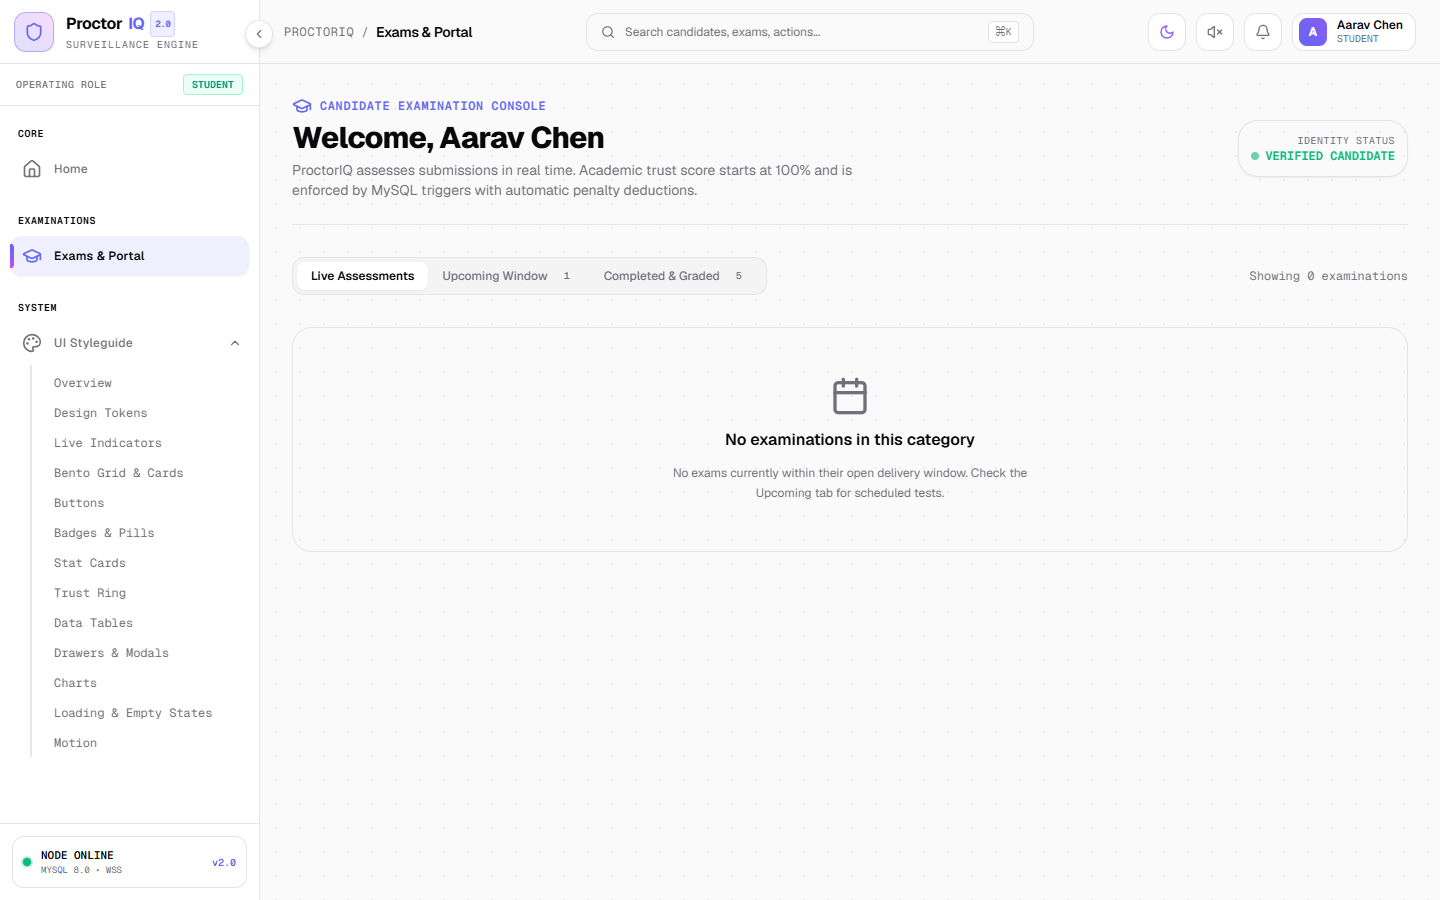 Proctor IQ 2.0
SURVEILLANCE ENGINE
OPERATING ROLE STUDENT
CORE
Home
EXAMINATIONS
Exams & Portal
SYSTEM
UI Styleguide
Overview
Design Tokens
Live Indicators
Bento Grid & Cards
Buttons
Badges & Pills
Stat Cards
Trust Ring
Data Tables
Drawers & Modals
Charts
Loading & Empty States
Motion
NODE ONLINE
MYSQL 8.0 • WSS
v2.0
PROCTORIQ / Exams & Portal
Search candidates, exams, actions...
⌘K
A
Aarav Chen
STUDENT
CANDIDATE EXAMINATION CONSOLE
Welcome, Aarav Chen
ProctorIQ assesses submissions in real time. Academic trust score starts at 100% and is
enforced by MySQL triggers with automatic penalty deductions.
IDENTITY STATUS
VERIFIED CANDIDATE
Live Assessments Upcoming Window 1 Completed & Graded 5
Showing 0 examinations
No examinations in this category
No exams currently within their open delivery window. Check the
Upcoming tab for scheduled tests.